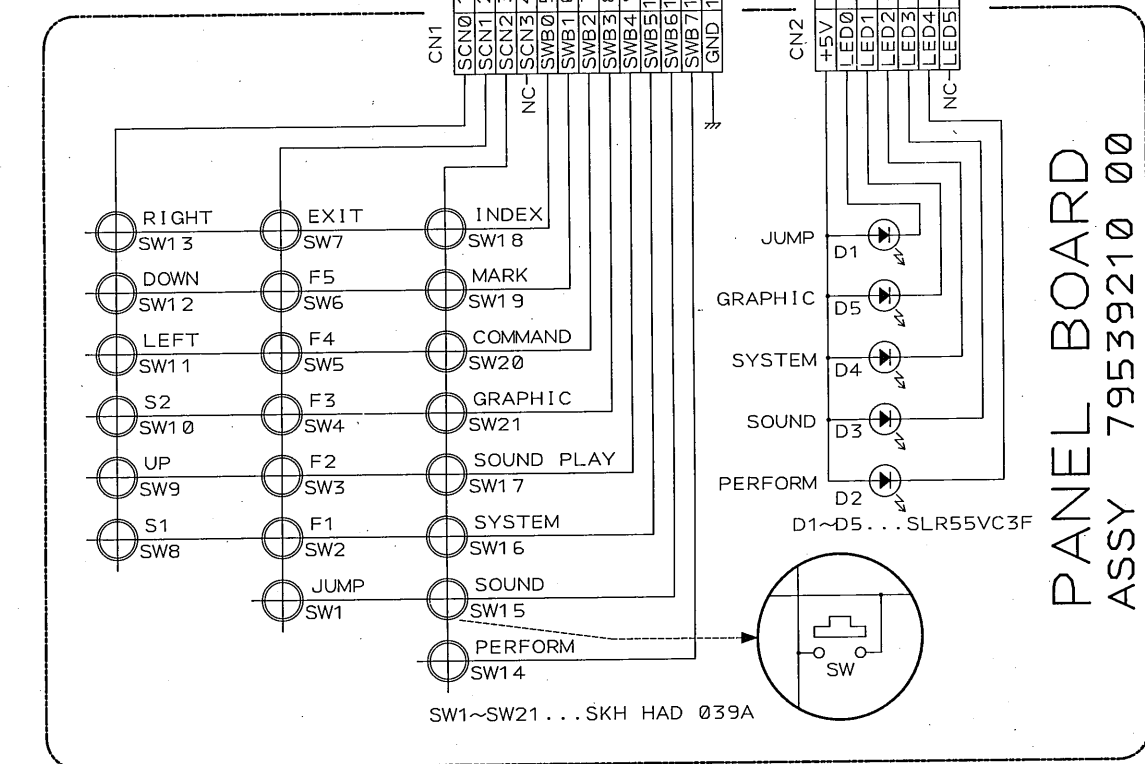 CN1
SCN0
SCN1
SCN2
SCN3
SWB0
SWB1
SWB2
SWB3
SWB4
SWB5
SWB6
SWB7
GND
NC
CN2
+5V
LED0
LED1
LED2
LED3
LED4
LED5
NC
RIGHT
SW13
EXIT
SW7
INDEX
SW18
DOWN
SW12
F5
SW6
MARK
SW19
LEFT
SW11
F4
SW5
COMMAND
SW20
S2
SW10
F3
SW4
GRAPHIC
SW21
UP
SW9
F2
SW3
SOUND PLAY
SW17
S1
SW8
F1
SW2
SYSTEM
SW16
JUMP
SW1
SOUND
SW15
PERFORM
SW14
SW1~SW21...SKH HAD 039A
JUMP
D1
GRAPHIC
D5
SYSTEM
D4
SOUND
D3
PERFORM
D2
D1~D5...SLR55VC3F
SW
PANEL BOARD
ASSY 79539210 00